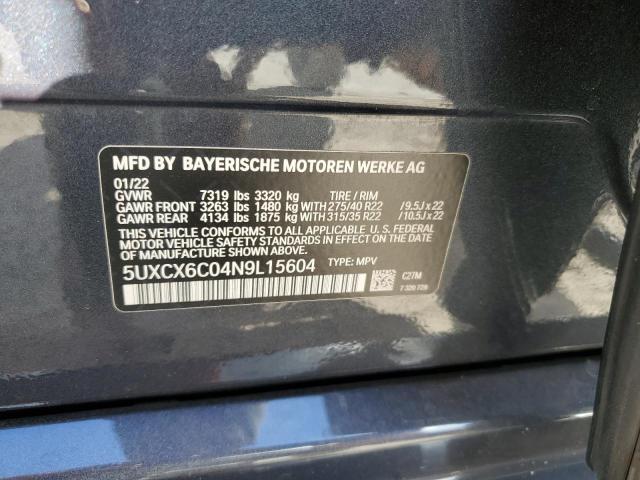 MFD BY BAYERISCHE MOTOREN WERKE AG
01/22
GVWR 7319 lbs 3320 kg TIRE / RIM
GAWR FRONT 3263 lbs 1480 kg WITH 275/40 R22 / 9.5J x 22
GAWR REAR 4134 lbs 1875 kg WITH 315/35 R22 / 10.5J x 22
THIS VEHICLE CONFORMS TO ALL APPLICABLE U.S. FEDERAL
MOTOR VEHICLE SAFETY STANDARDS IN EFFECT ON THE DATE
OF MANUFACTURE SHOWN ABOVE.
5UXCX6C04N9L15604 TYPE: MPV
C27M
7 320 728